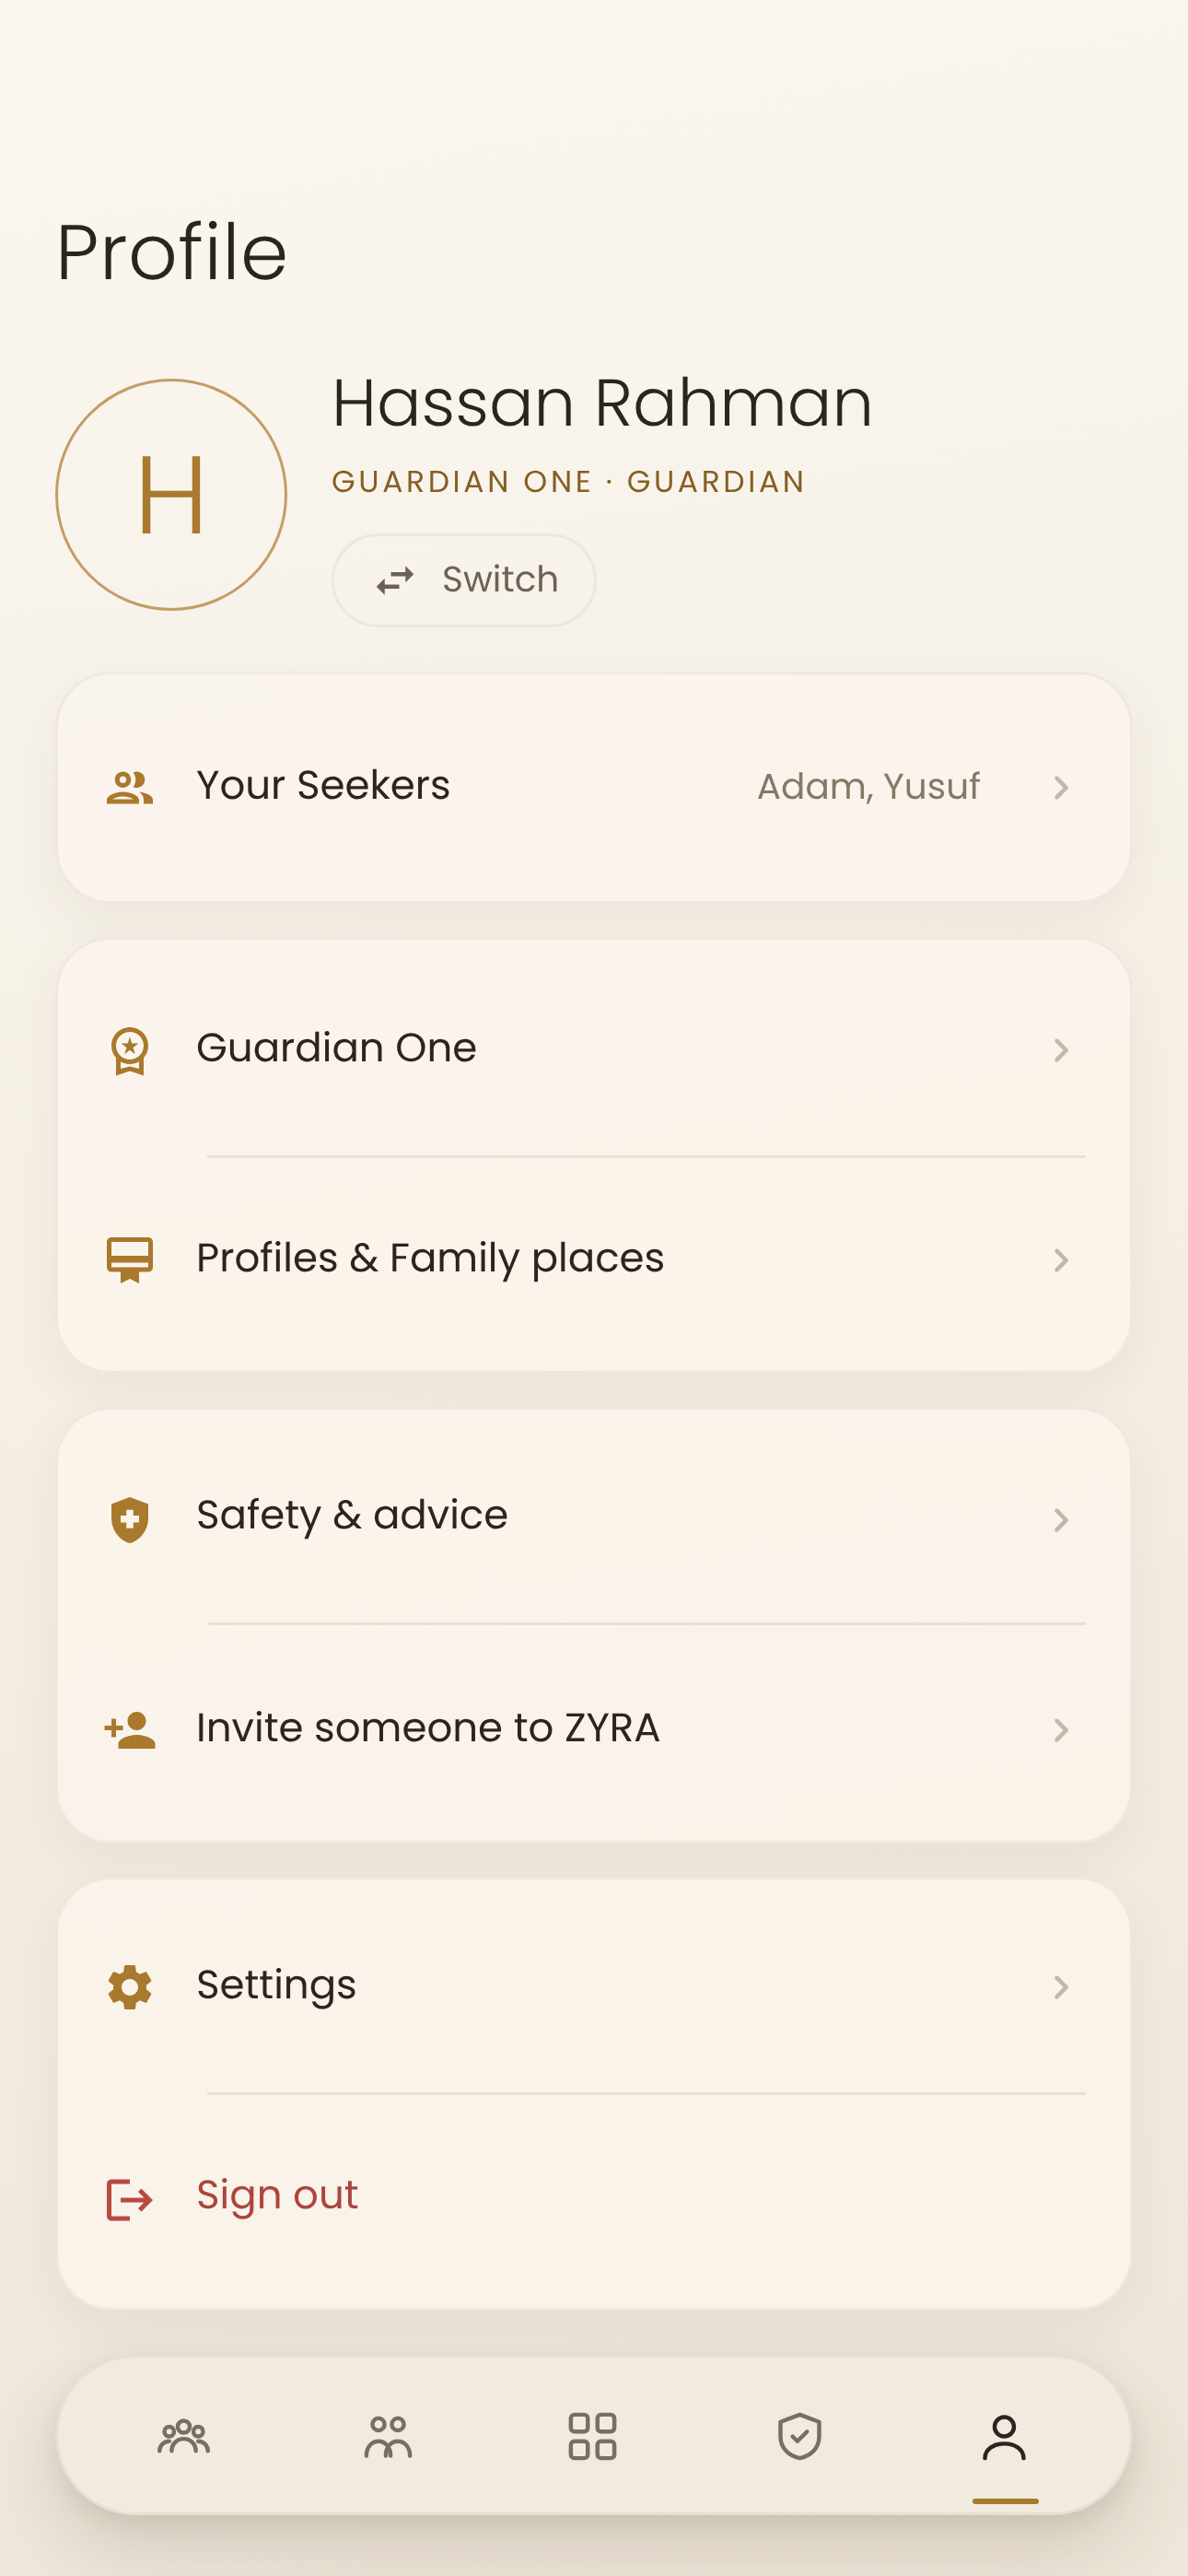 Profile
H
Hassan Rahman
GUARDIAN ONE · GUARDIAN
Switch
Your Seekers Adam, Yusuf
Guardian One
Profiles & Family places
Safety & advice
Invite someone to ZYRA
Settings
Sign out